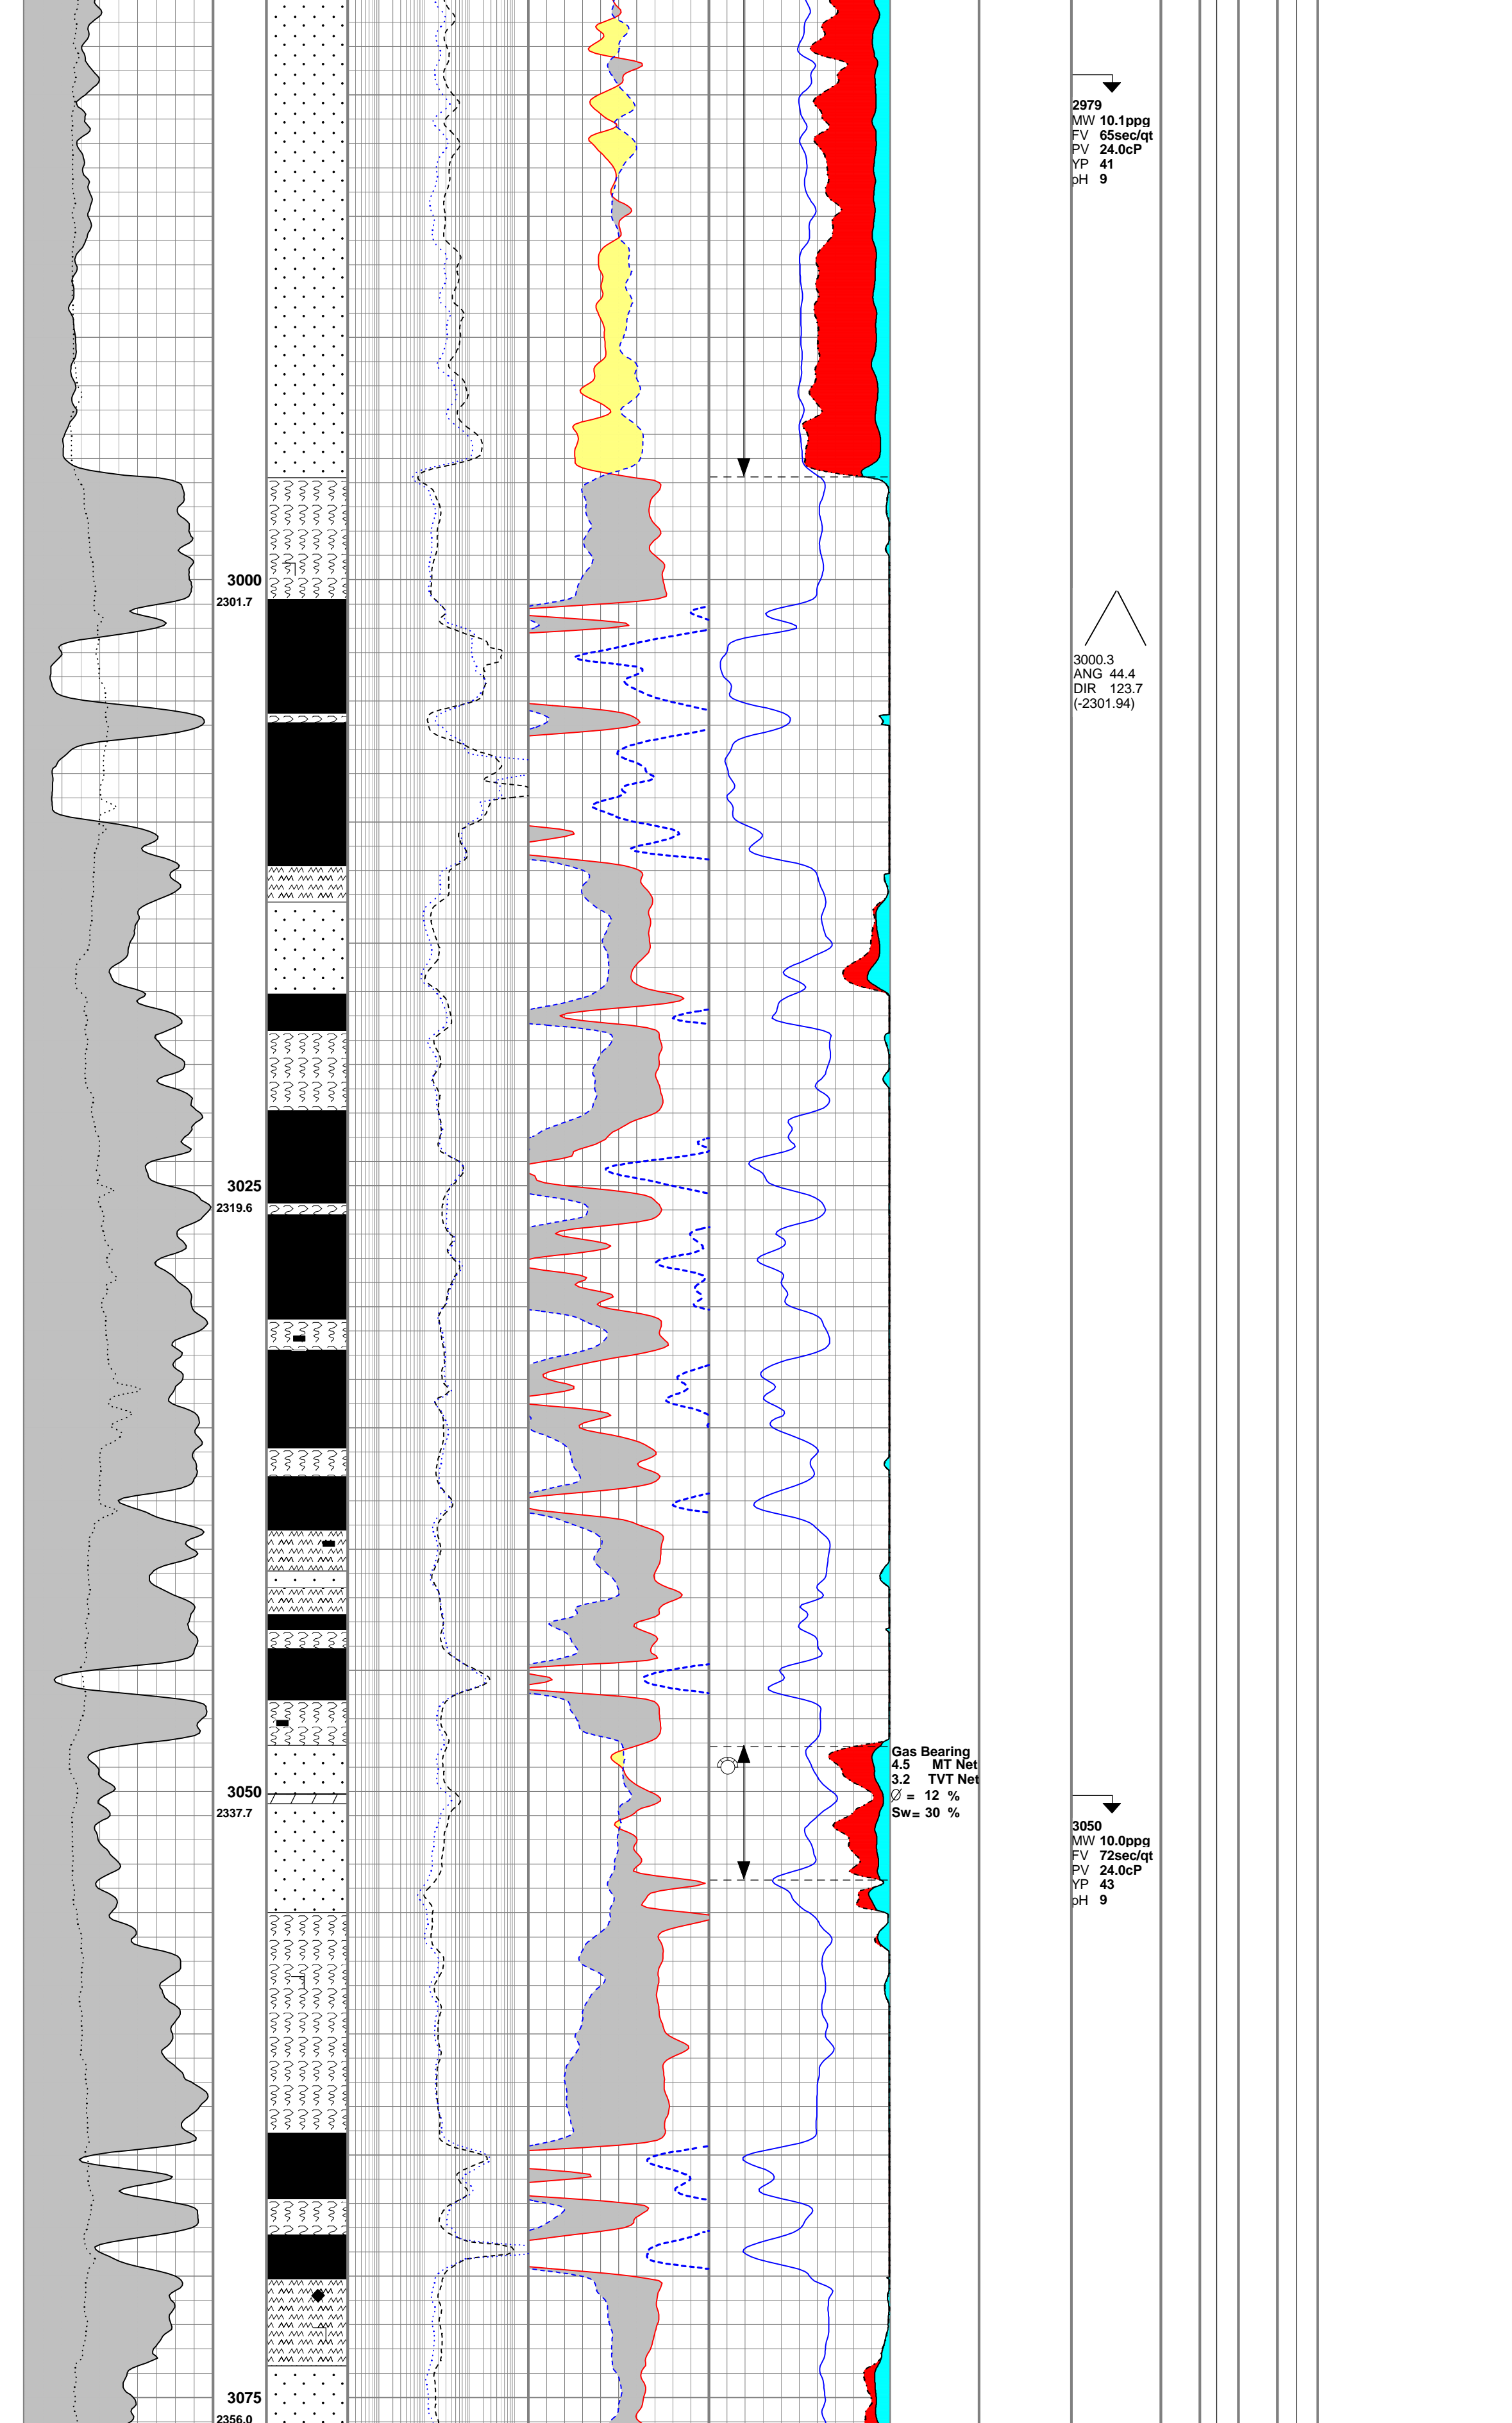 2979
MW 10.1ppg
FV 65sec/qt
PV 24.0cP
YP 41
pH 9
3000
2301.7
3000.3
ANG 44.4
DIR 123.7
(-2301.94)
3025
2319.6
Gas Bearing
4.5 MT Net
3.2 TVT Net
Ø = 12 %
Sw= 30 %
3050
2337.7
3050
MW 10.0ppg
FV 72sec/qt
PV 24.0cP
YP 43
pH 9
3075
2356.0